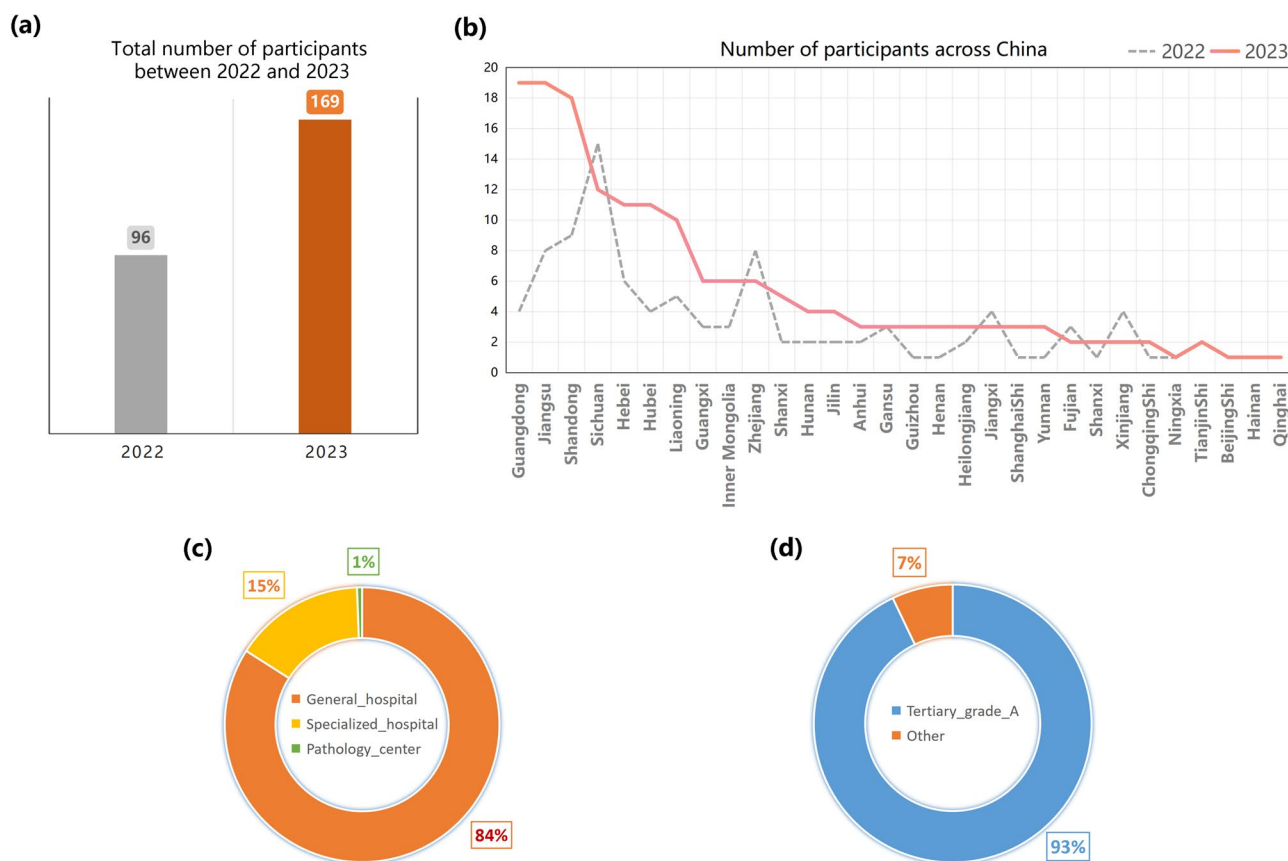 (a)
Total number of participants
between 2022 and 2023
96
169
2022
2023
(b)
Number of participants across China
2022
2023
20
18
16
14
12
10
8
6
4
2
0
Guangdong
Jiangsu
Shandong
Sichuan
Hebei
Hubei
Liaoning
Guangxi
Inner Mongolia
Zhejiang
Shanxi
Hunan
Jilin
Anhui
Gansu
Guizhou
Henan
Heilongjiang
Jiangxi
ShanghaiShi
Yunnan
Fujian
Shanxi
Xinjiang
ChongqingShi
Ningxia
TianjinShi
BeijingShi
Hainan
Qinghai
(c)
1%
15%
General_hospital
Specialized_hospital
Pathology_center
84%
(d)
7%
Tertiary_grade_A
Other
93%